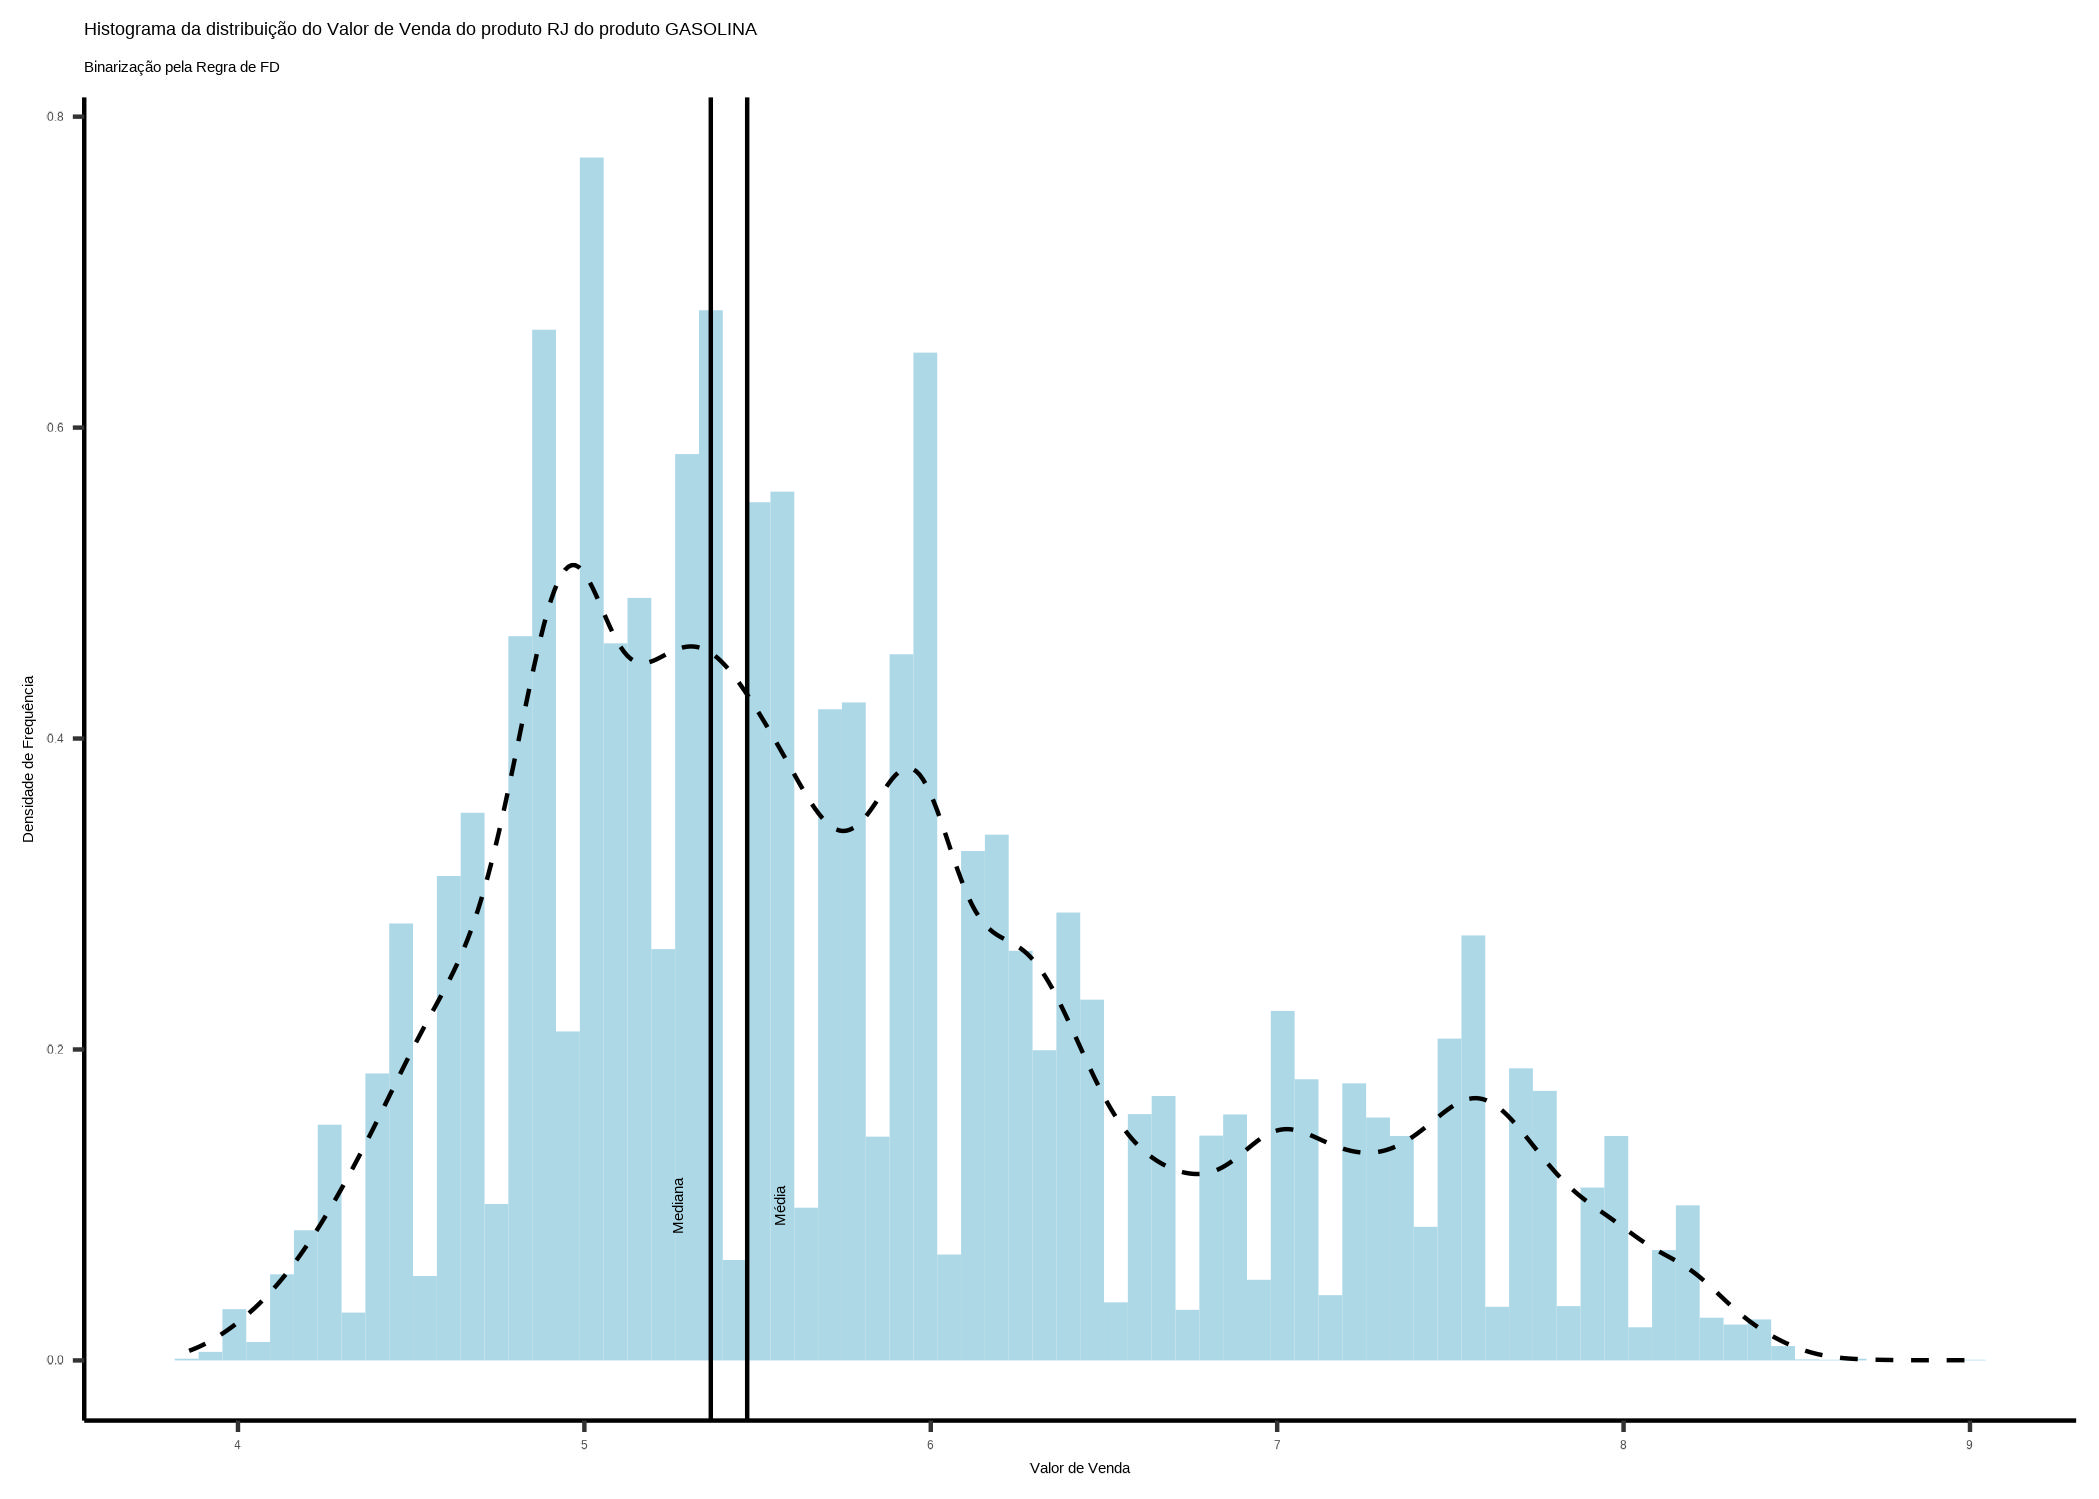 Histograma da distribuição do Valor de Venda do produto RJ do produto GASOLINA
Binarização pela Regra de FD
0.8
0.6
0.4
0.2
0.0
Densidade de Frequência
Mediana
Média
4
5
6
7
8
9
Valor de Venda